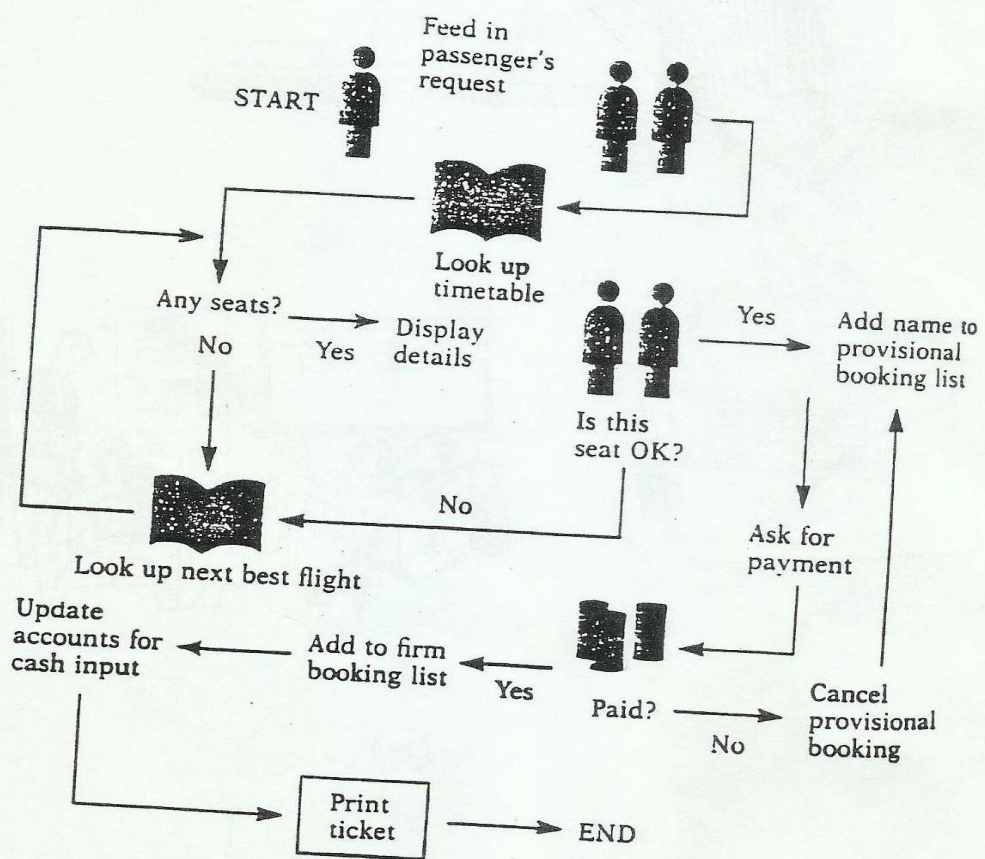 START
Feed in
passenger's
request
Look up
timetable
Any seats?
No
Yes
Display
details
Is this
seat OK?
Yes
Add name to
provisional
booking list
No
Look up next best flight
Ask for
payment
Paid?
No
Cancel
provisional
booking
Yes
Add to firm
booking list
Update
accounts for
cash input
Print
ticket
END